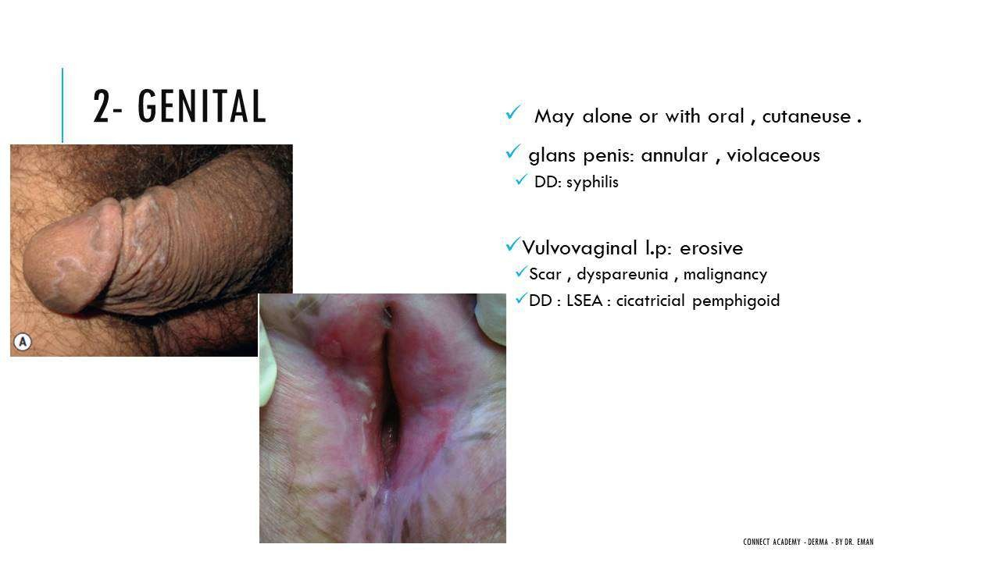 2- GENITAL
May alone or with oral , cutaneuse .
glans penis: annular , violaceous
DD: syphilis
Vulvovaginal l.p: erosive
Scar , dyspareunia , malignancy
DD : LSEA : cicatricial pemphigoid
A
CONNECT ACADEMY - DERMA - BY DR. EMAN